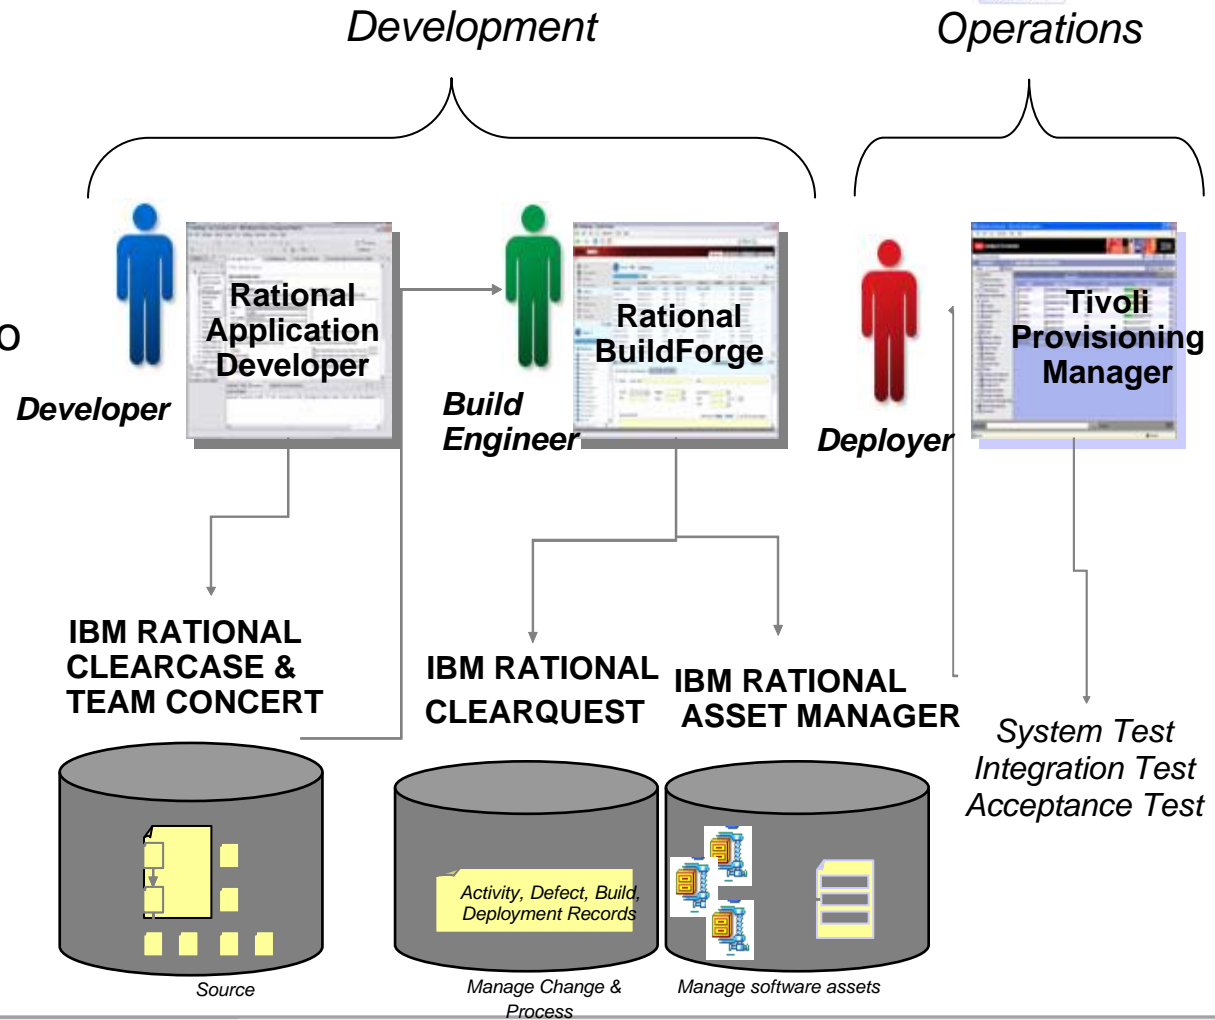 Development
Operations
Rational
Application
Developer
Rational
BuildForge
Tivoli
Provisioning
Manager
o
Developer
Build
Engineer
Deployer
IBM RATIONAL
CLEARCASE &
TEAM CONCERT
IBM RATIONAL
CLEARQUEST
IBM RATIONAL
ASSET MANAGER
System Test
Integration Test
Acceptance Test
Activity, Defect, Build,
Deployment Records
Source
Manage Change &
Process
Manage software assets